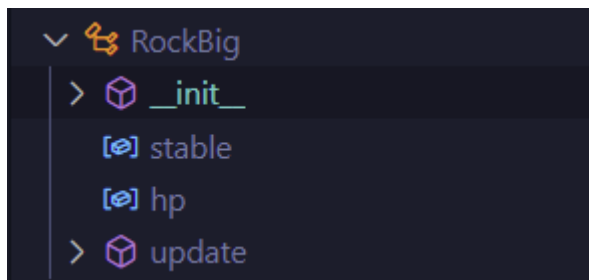 RockBig
__init__
stable
hp
update